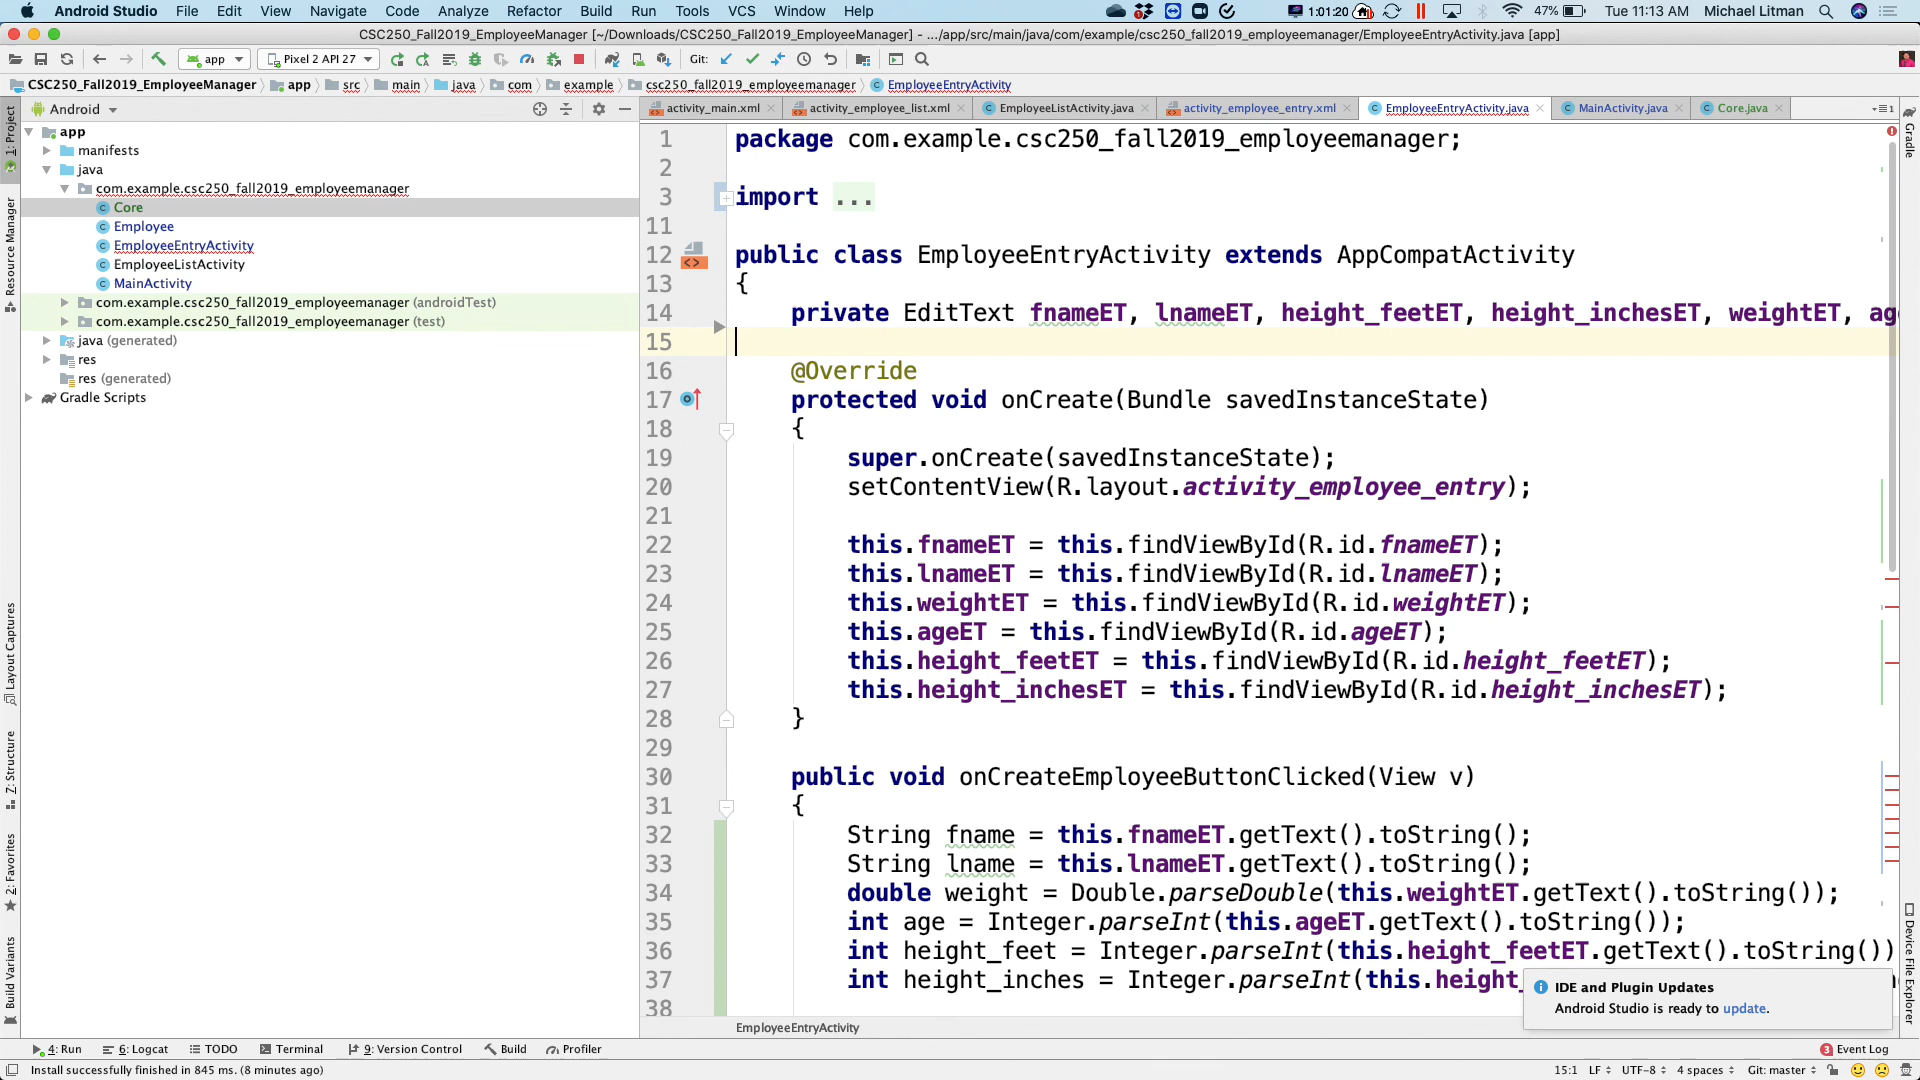 Android Studio File Edit View Navigate Code Analyze Refactor Build Run Tools VCS Window Help 1:01:20 47% Tue 11:13 AM Michael Litman
CSC250_Fall2019_EmployeeManager [~/Downloads/CSC250_Fall2019_EmployeeManager] - .../app/src/main/java/com/example/csc250_fall2019_employeemanager/EmployeeEntryActivity.java [app]
app Pixel 2 API 27 Git:
CSC250_Fall2019_EmployeeManager app src main java com example csc250_fall2019_employeemanager EmployeeEntryActivity
Android
activity_main.xml activity_employee_list.xml EmployeeListActivity.java activity_employee_entry.xml EmployeeEntryActivity.java MainActivity.java Core.java 1
1: Project
Resource Manager
Layout Captures
Z: Structure
2: Favorites
Build Variants
app
manifests
java
com.example.csc250_fall2019_employeemanager
Core
Employee
EmployeeEntryActivity
EmployeeListActivity
MainActivity
com.example.csc250_fall2019_employeemanager (androidTest)
com.example.csc250_fall2019_employeemanager (test)
java (generated)
res
res (generated)
Gradle Scripts
1 package com.example.csc250_fall2019_employeemanager;
2
3 import ...
11
12 public class EmployeeEntryActivity extends AppCompatActivity
13 {
14 private EditText fnameET, lnameET, height_feetET, height_inchesET, weightET, ag
15
16 @Override
17 protected void onCreate(Bundle savedInstanceState)
18 {
19 super.onCreate(savedInstanceState);
20 setContentView(R.layout.activity_employee_entry);
21
22 this.fnameET = this.findViewById(R.id.fnameET);
23 this.lnameET = this.findViewById(R.id.lnameET);
24 this.weightET = this.findViewById(R.id.weightET);
25 this.ageET = this.findViewById(R.id.ageET);
26 this.height_feetET = this.findViewById(R.id.height_feetET);
27 this.height_inchesET = this.findViewById(R.id.height_inchesET);
28 }
29
30 public void onCreateEmployeeButtonClicked(View v)
31 {
32 String fname = this.fnameET.getText().toString();
33 String lname = this.lnameET.getText().toString();
34 double weight = Double.parseDouble(this.weightET.getText().toString());
35 int age = Integer.parseInt(this.ageET.getText().toString());
36 int height_feet = Integer.parseInt(this.height_feetET.getText().toString())
37 int height_inches = Integer.parseInt(this.height_
38
EmployeeEntryActivity
IDE and Plugin Updates
Android Studio is ready to update.
Gradle
Device File Explorer
4: Run 6: Logcat TODO Terminal 9: Version Control Build Profiler 3 Event Log
Install successfully finished in 845 ms. (8 minutes ago) 15:1 LF UTF-8 4 spaces Git: master